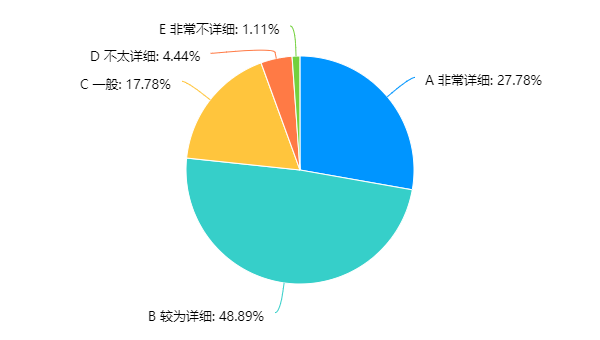 E 非常不详细: 1.11%
D 不太详细: 4.44%
C 一般: 17.78%
A 非常详细: 27.78%
B 较为详细: 48.89%